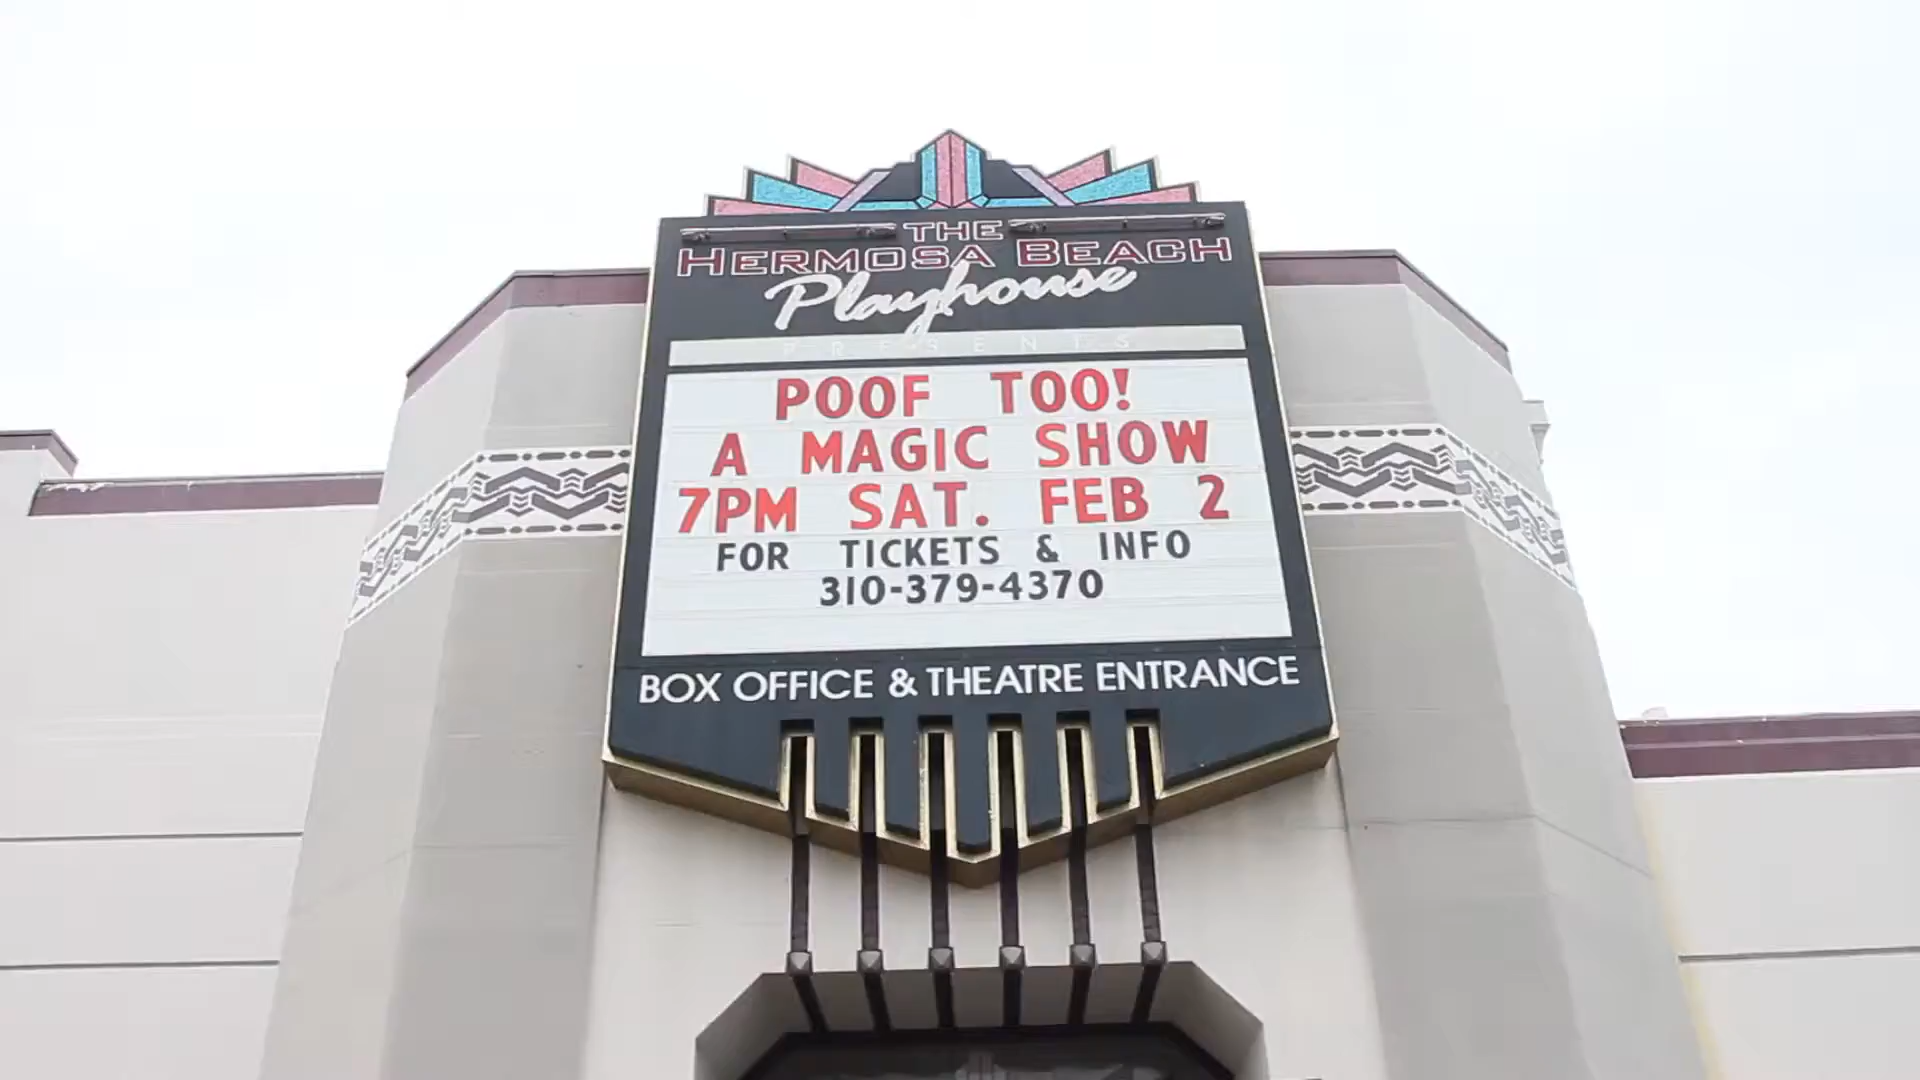 THE
HERMOSA BEACH
Playhouse
PRESENTS
POOF TOO!
A MAGIC SHOW
7PM SAT. FEB 2
FOR TICKETS & INFO
310-379-4370
BOX OFFICE & THEATRE ENTRANCE